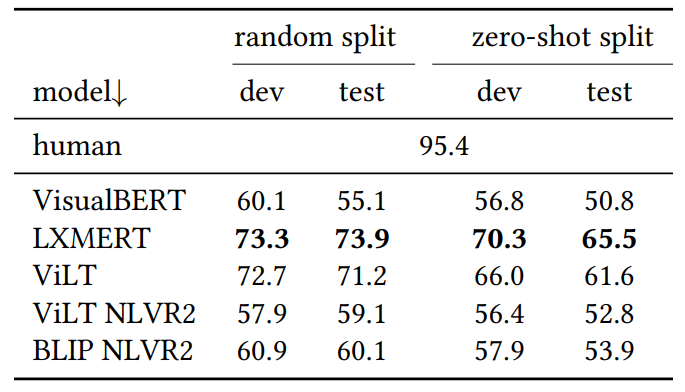 random split zero-shot split
model↓ dev test dev test
human 95.4
VisualBERT 60.1 55.1 56.8 50.8
LXMERT 73.3 73.9 70.3 65.5
ViLT 72.7 71.2 66.0 61.6
ViLT NLVR2 57.9 59.1 56.4 52.8
BLIP NLVR2 60.9 60.1 57.9 53.9